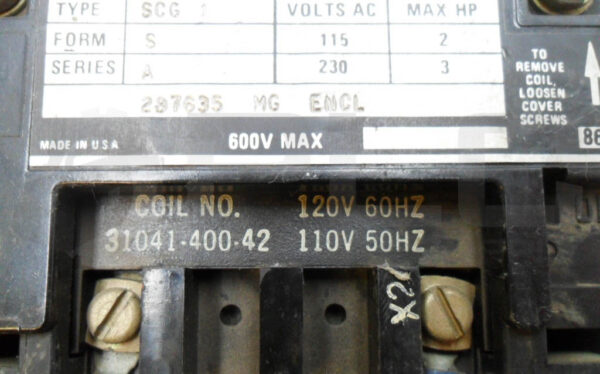 TYPE SCG 1 VOLTS AC MAX HP
FORM S 115 2
SERIES A 230 3
287635 MG ENCL
MADE IN U.S.A 600V MAX
TO
REMOVE
COIL,
LOOSEN
COVER
SCREWS
86
COIL NO. 120V 60HZ
31041-400-42 110V 50HZ